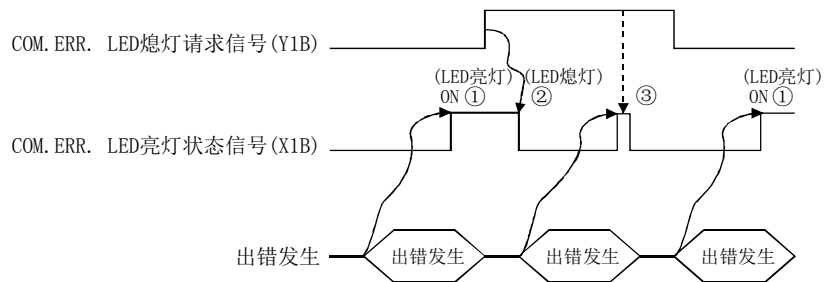 COM.ERR. LED熄灯请求信号(Y1B)
(LED亮灯)
ON ①
(LED熄灯)
②
③
(LED亮灯)
ON ①
COM.ERR. LED亮灯状态信号(X1B)
出错发生
出错发生
出错发生
出错发生